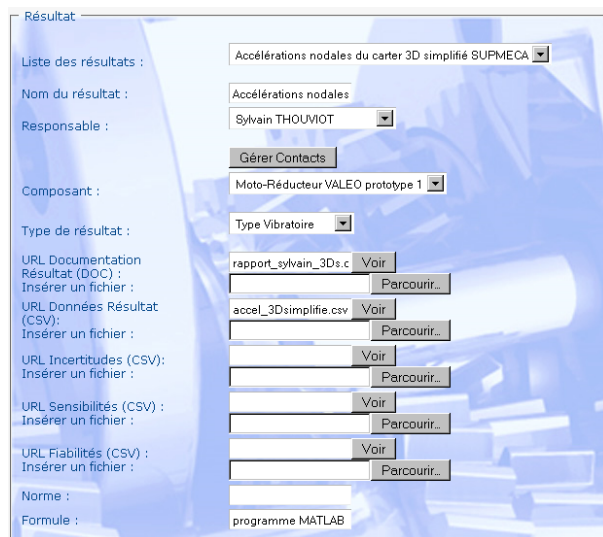 Résultat
Liste des résultats : Accélérations nodales du carter 3D simplifié SUPMECA
Nom du résultat : Accélérations nodales
Responsable : Sylvain THOUVIOT
Gérer Contacts
Composant : Moto-Réducteur VALEO prototype 1
Type de résultat : Type Vibratoire
URL Documentation
Résultat (DOC) : rapport_sylvain_3Ds.c Voir
Insérer un fichier : Parcourir...
URL Données Résultat
(CSV): accel_3Dsimplifie.csv Voir
Insérer un fichier : Parcourir...
URL Incertitudes (CSV): Voir
Insérer un fichier : Parcourir...
URL Sensibilités (CSV) : Voir
Insérer un fichier : Parcourir...
URL Fiabilités (CSV) : Voir
Insérer un fichier : Parcourir...
Norme :
Formule : programme MATLAB